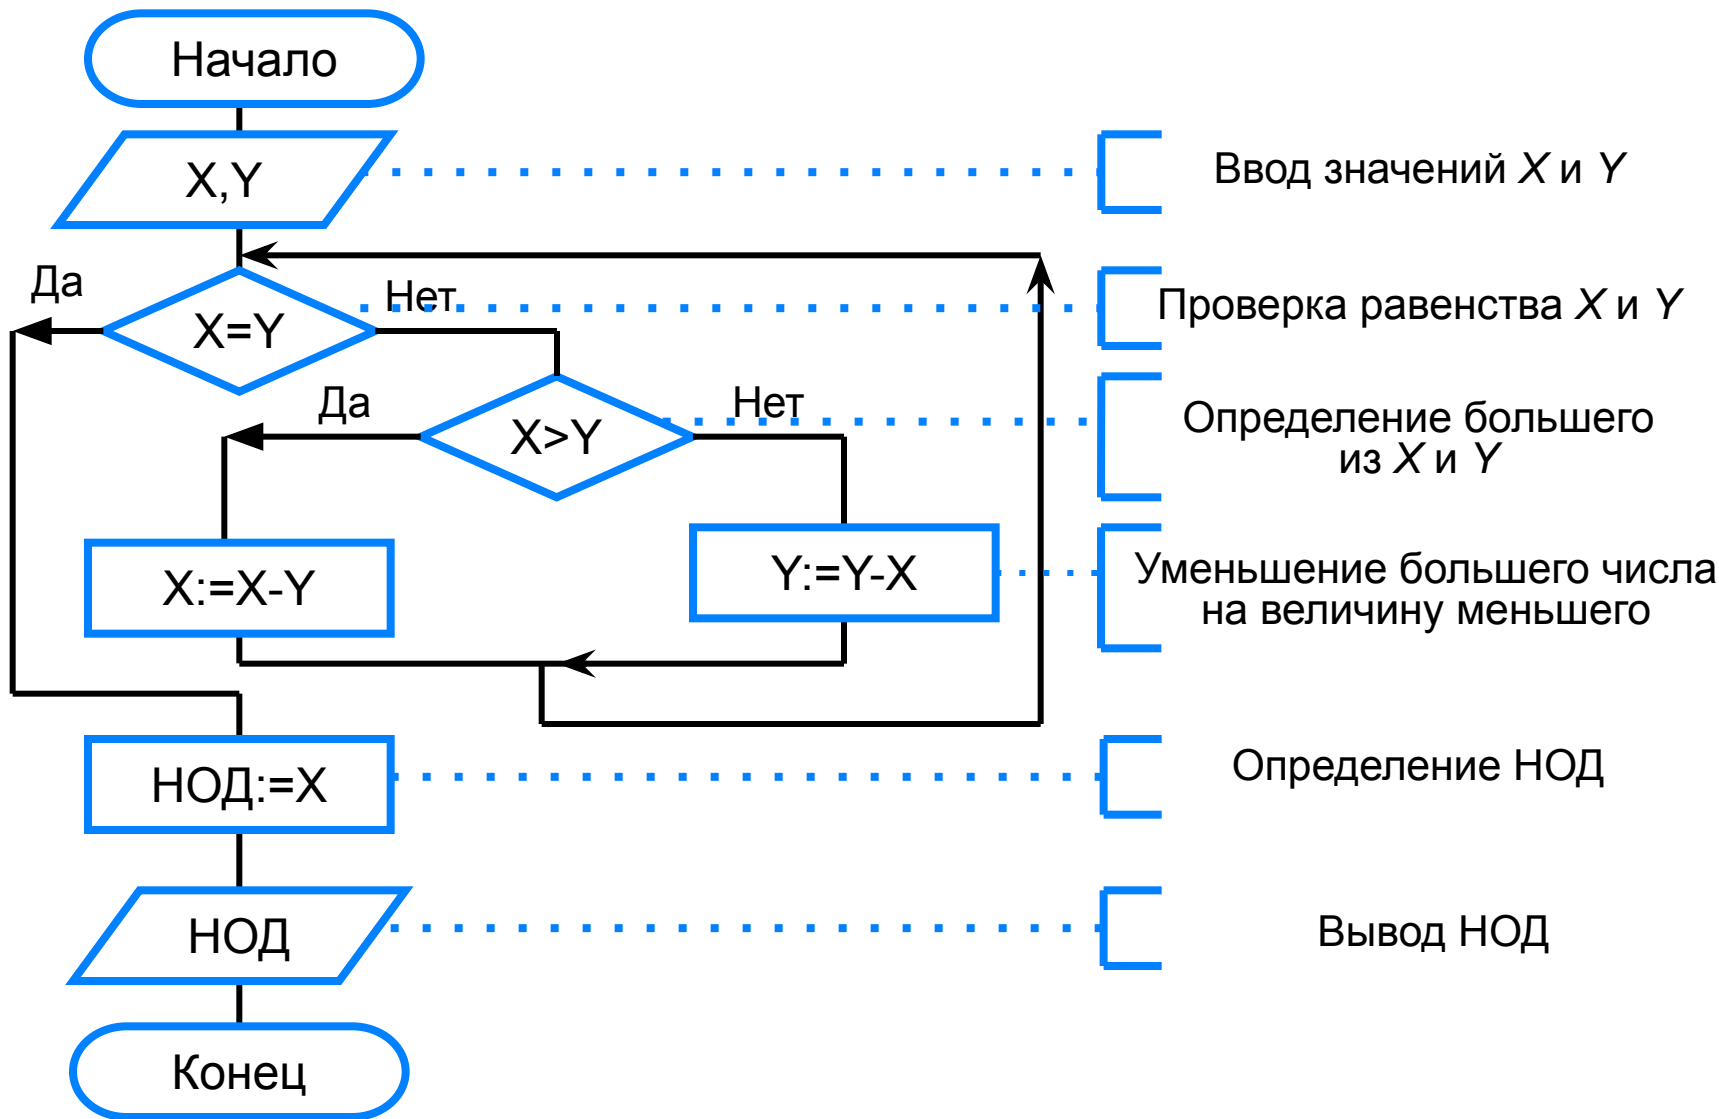 Начало
X,Y
Ввод значений X и Y
Да
Нет
X=Y
Проверка равенства X и Y
Да
Нет
X>Y
Определение большего
из X и Y
X:=X-Y
Y:=Y-X
Уменьшение большего числа
на величину меньшего
НОД:=X
Определение НОД
НОД
Вывод НОД
Конец